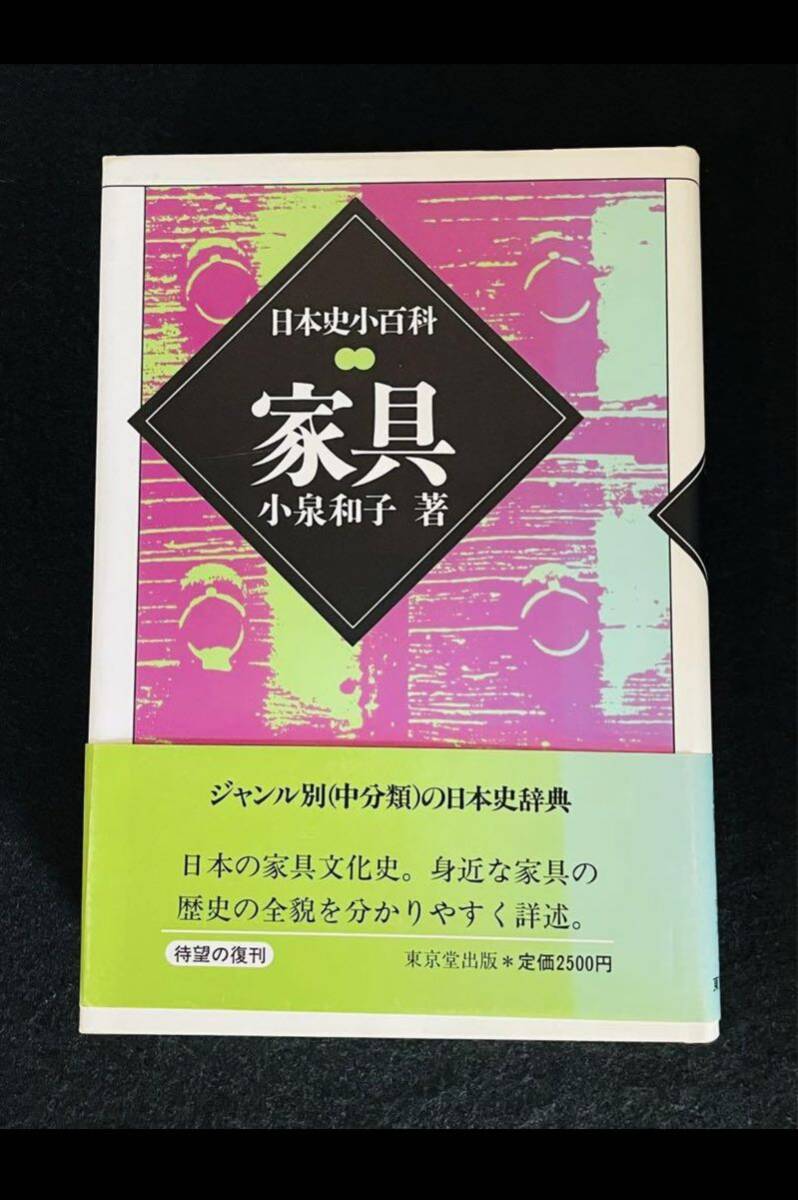 日本史小百科
家具
小泉和子 著
ジャンル別(中分類)の日本史辞典
日本の家具文化史。身近な家具の
歴史の全貌を分かりやすく詳述。
待望の復刊 東京堂出版*定価2500円